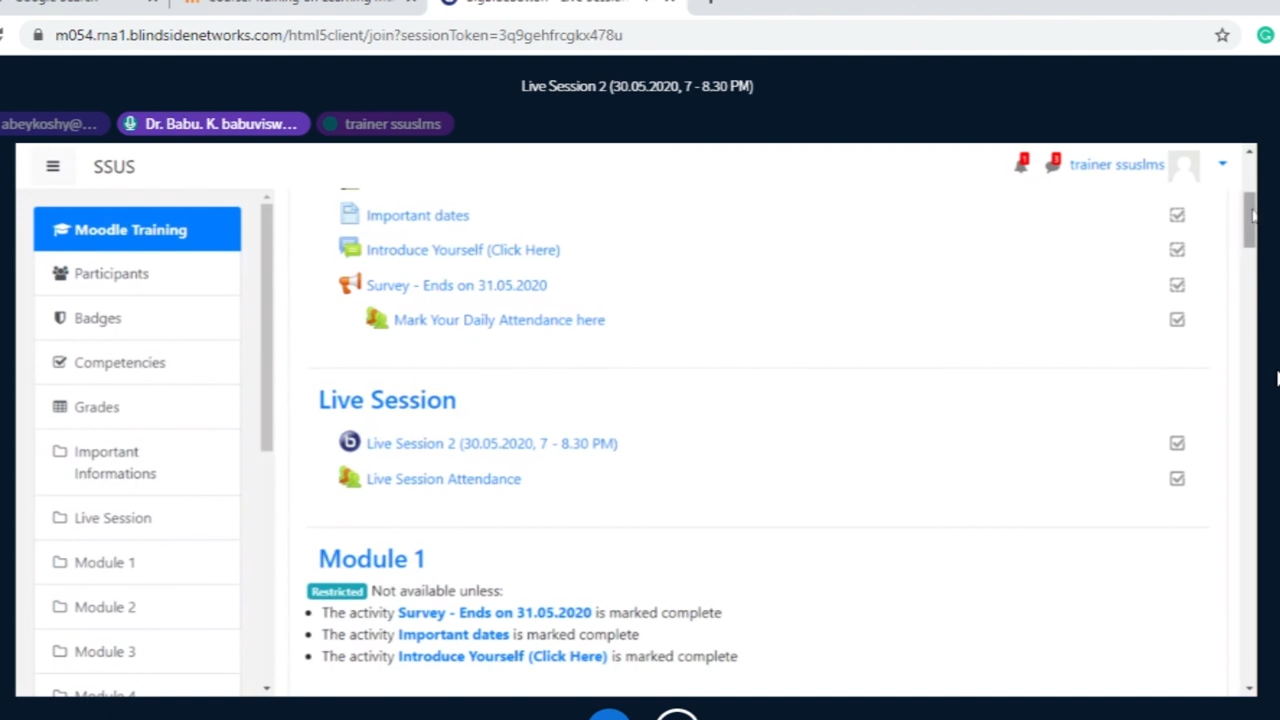 m054.rna1.blindsidenetworks.com/html5client/join?sessionToken=3q9gehfrcgkx478u
Live Session 2 (30.05.2020, 7 - 8.30 PM)
abeykoshy@...
Dr. Babu. K. babuvisw...
trainer ssuslms
SSUS
trainer ssuslms
Moodle Training
Participants
Badges
Competencies
Grades
Important
Informations
Live Session
Module 1
Module 2
Module 3
Important dates
Introduce Yourself (Click Here)
Survey - Ends on 31.05.2020
Mark Your Daily Attendance here
Live Session
Live Session 2 (30.05.2020, 7 - 8.30 PM)
Live Session Attendance
Module 1
Restricted Not available unless:
The activity Survey - Ends on 31.05.2020 is marked complete
The activity Important dates is marked complete
The activity Introduce Yourself (Click Here) is marked complete